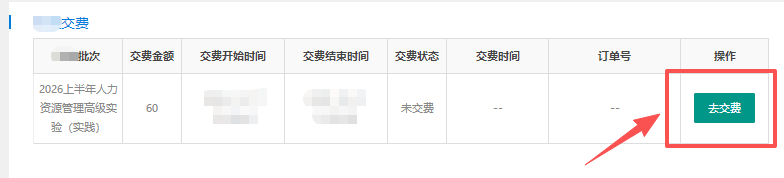 交费
批次 交费金额 交费开始时间 交费结束时间 交费状态 交费时间 订单号 操作
2026上半年人力
资源管理高级实
验（实践）
60 未交费 -- -- 去交费